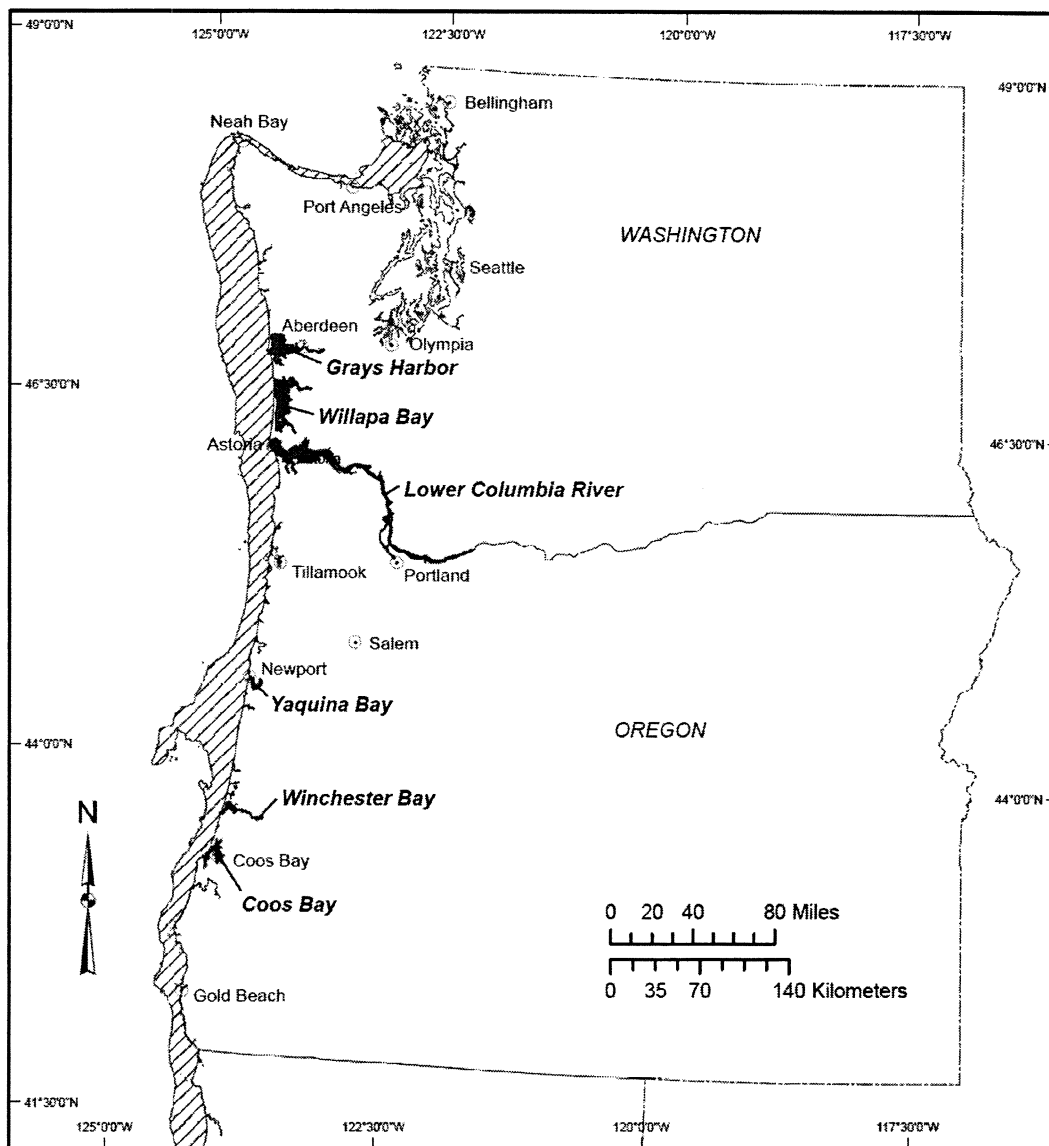 125°0'0"W
122°30'0"W
120°0'0"W
117°30'0"W
49°0'0"N
49°0'0"N
Bellingham
Neah Bay
Port Angeles
WASHINGTON
Seattle
Aberdeen
Olympia
Grays Harbor
46°30'0"N
Willapa Bay
Astoria
46°30'0"N
Lower Columbia River
Tillamook
Portland
Salem
Newport
Yaquina Bay
OREGON
44°0'0"N
Winchester Bay
44°0'0"N
N
Coos Bay
Coos Bay
0 20 40 80 Miles
0 35 70 140 Kilometers
Gold Beach
41°30'0"N
125°0'0"W
122°30'0"W
120°0'0"W
117°30'0"W